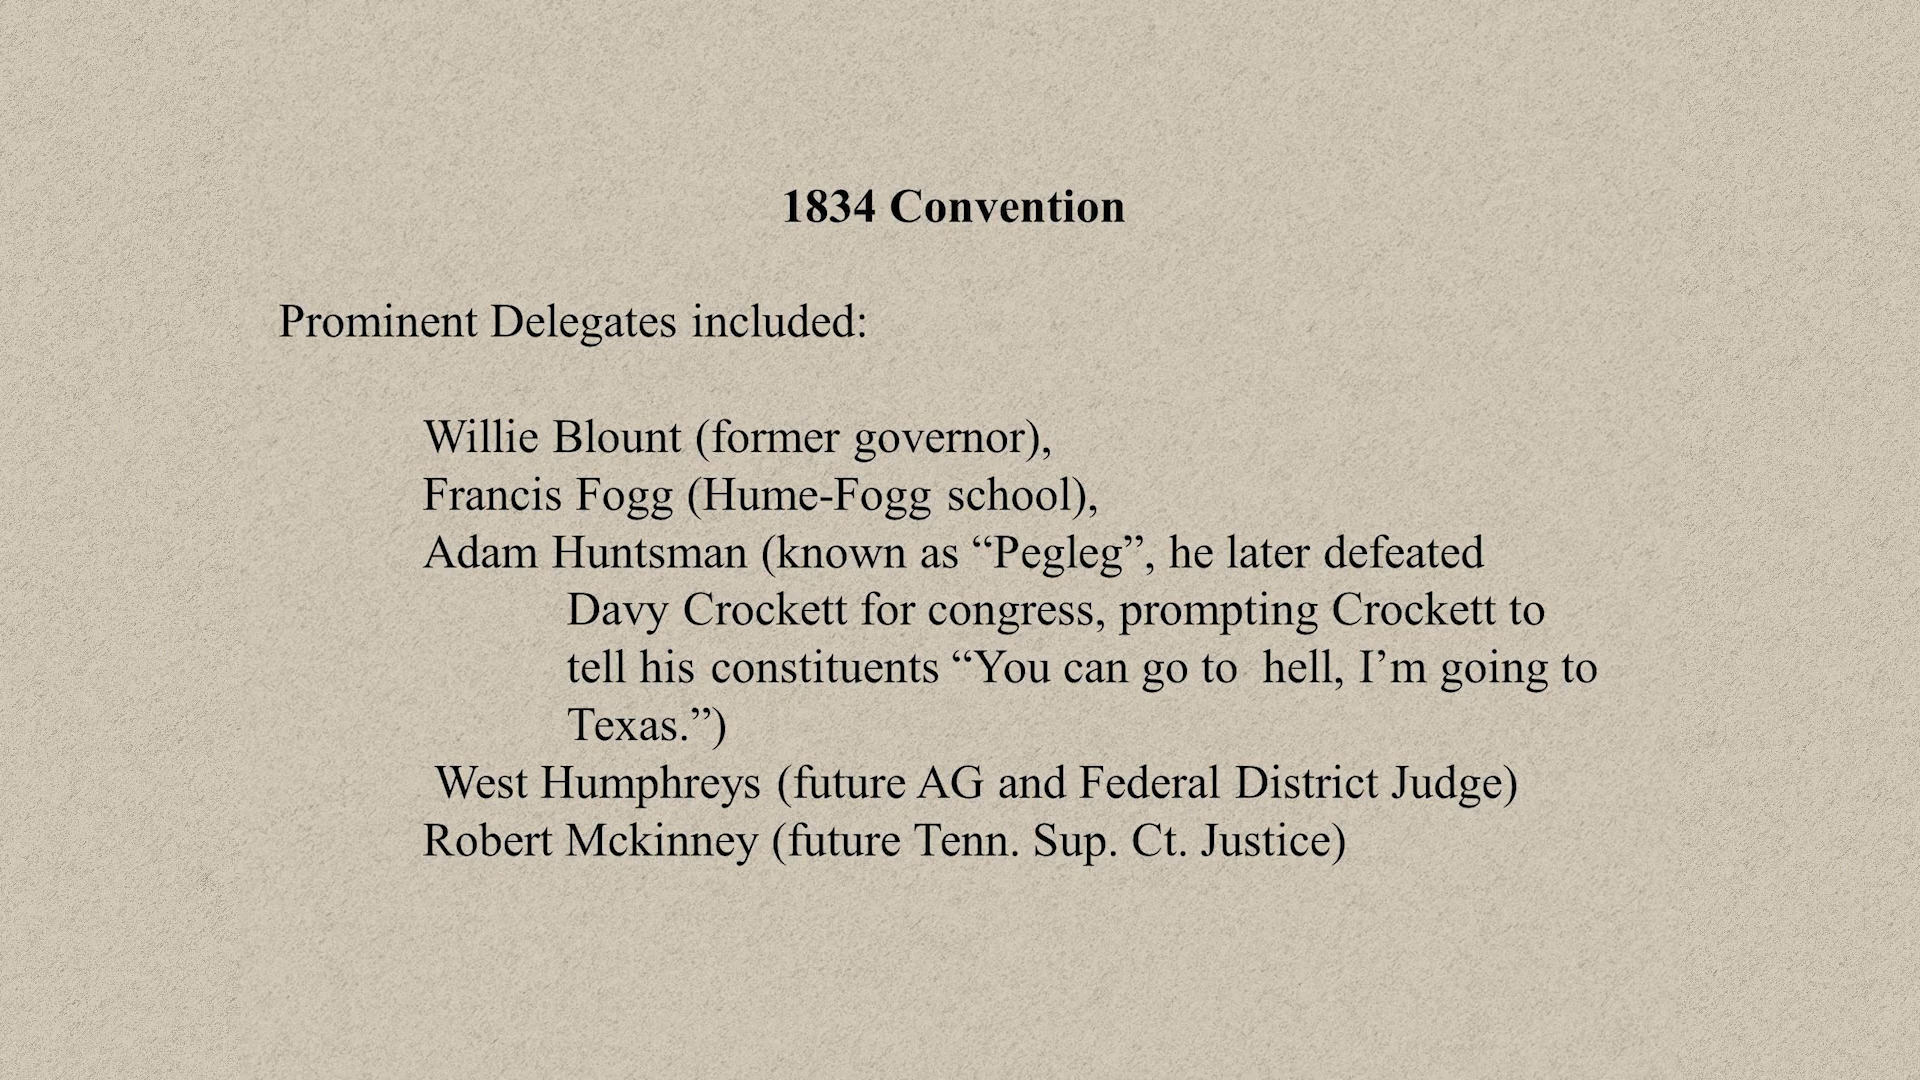 1834 Convention
Prominent Delegates included:
Willie Blount (former governor),
Francis Fogg (Hume-Fogg school),
Adam Huntsman (known as “Pegleg”, he later defeated
Davy Crockett for congress, prompting Crockett to
tell his constituents “You can go to  hell, I’m going to
Texas.”)
West Humphreys (future AG and Federal District Judge)
Robert Mckinney (future Tenn. Sup. Ct. Justice)